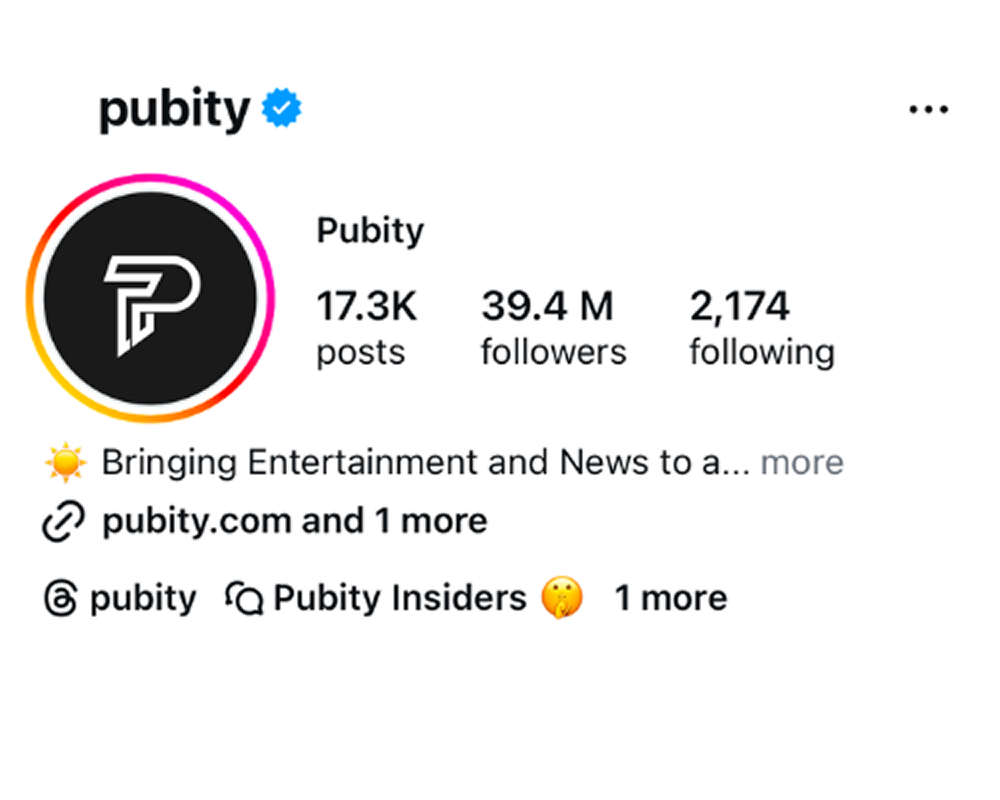 pubity
Pubity
17.3K 39.4 M 2,174
posts followers following
☀️ Bringing Entertainment and News to a... more
pubity.com and 1 more
pubity Pubity Insiders 🤫 1 more